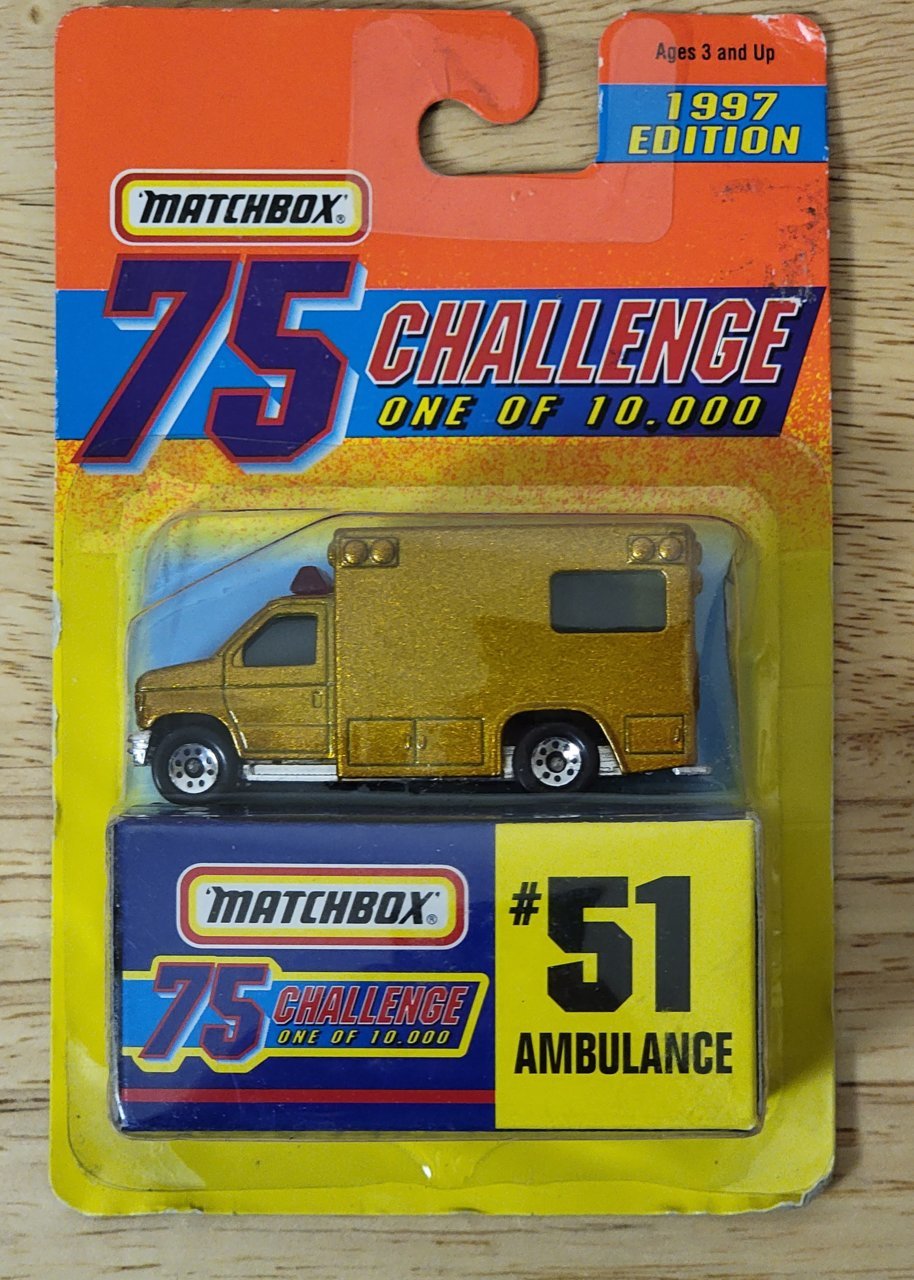 Ages 3 and Up
1997
EDITION
'MATCHBOX'®
75 CHALLENGE
ONE OF 10.000
'MATCHBOX'®
75 CHALLENGE
ONE OF 10.000
#51
AMBULANCE